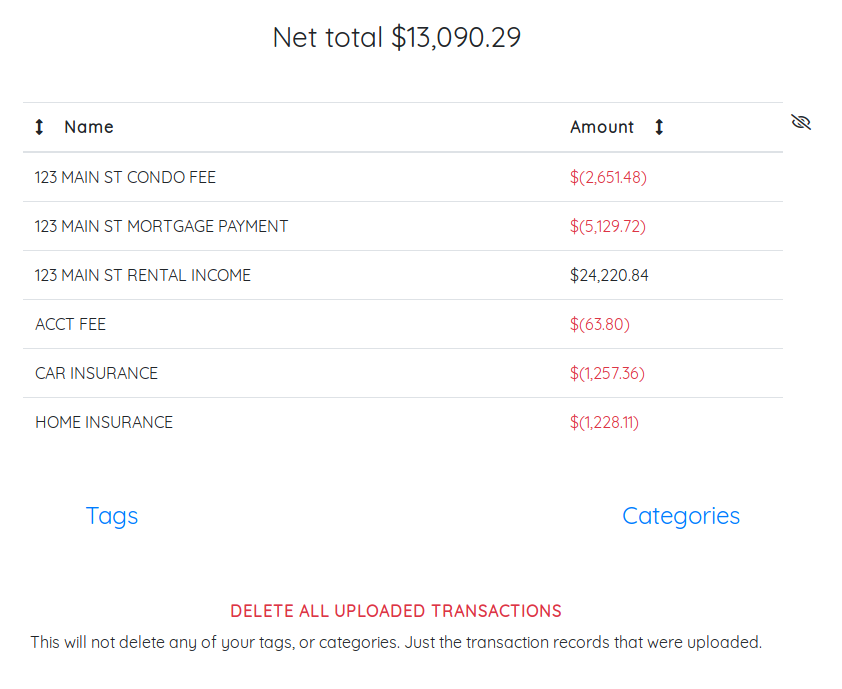 Net total $13,090.29
Name Amount
123 MAIN ST CONDO FEE $(2,651.48)
123 MAIN ST MORTGAGE PAYMENT $(5,129.72)
123 MAIN ST RENTAL INCOME $24,220.84
ACCT FEE $(63.80)
CAR INSURANCE $(1,257.36)
HOME INSURANCE $(1,228.11)
Tags Categories
DELETE ALL UPLOADED TRANSACTIONS
This will not delete any of your tags, or categories. Just the transaction records that were uploaded.